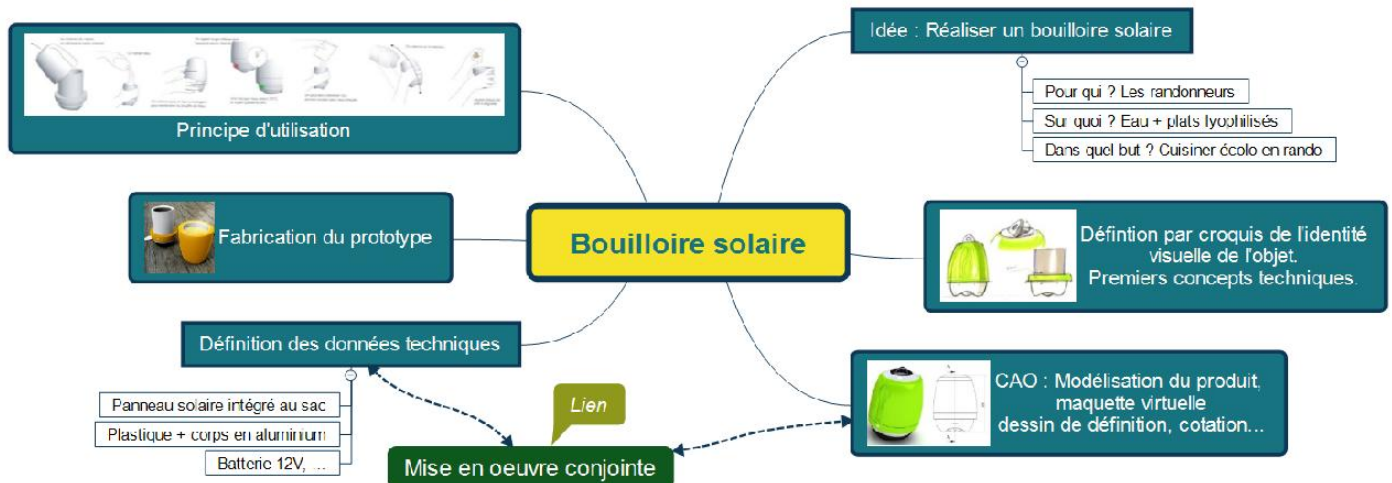 Principe d'utilisation
Idée : Réaliser un bouilloire solaire
Pour qui ? Les randonneurs
Sur quoi ? Eau + plats lyophilisés
Dans quel but ? Cuisiner écolo en rando
Fabrication du prototype
Bouilloire solaire
Défintion par croquis de l'identité
visuelle de l'objet.
Premiers concepts techniques.
Définition des données techniques
Panneau solaire intégré au sac
Plastique + corps en aluminium
Batterie 12V, ...
Lien
Mise en oeuvre conjointe
CAO : Modélisation du produit,
maquette virtuelle
dessin de définition, cotation...